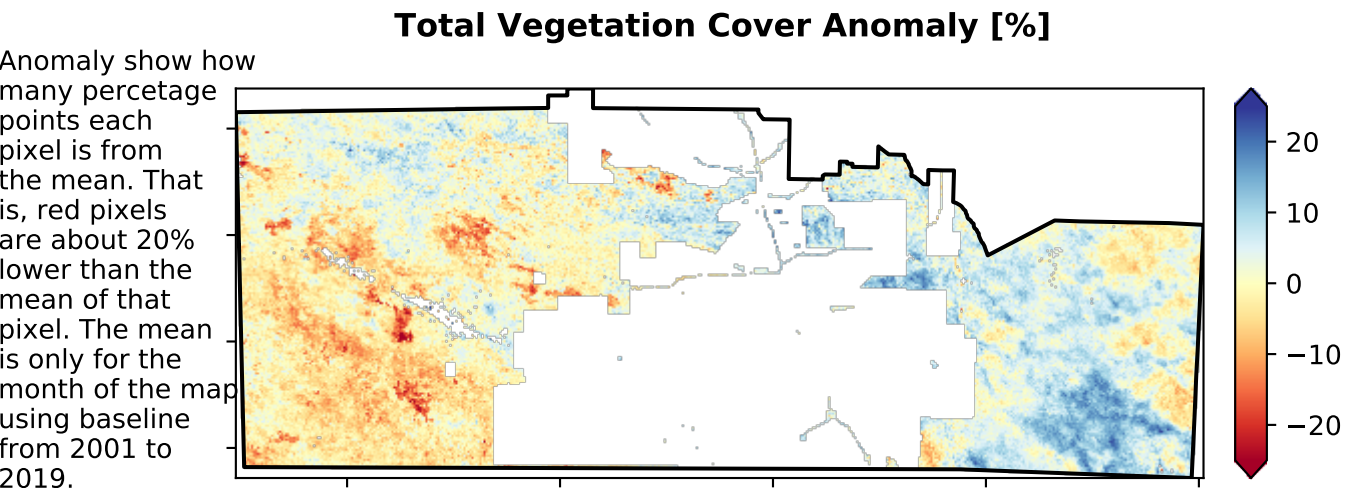 Total Vegetation Cover Anomaly [%]
Anomaly show how
many percetage
points each
pixel is from
the mean. That
is, red pixels
are about 20%
lower than the
mean of that
pixel. The mean
is only for the
month of the map
using baseline
from 2001 to
2019.
20
10
0
−10
−20